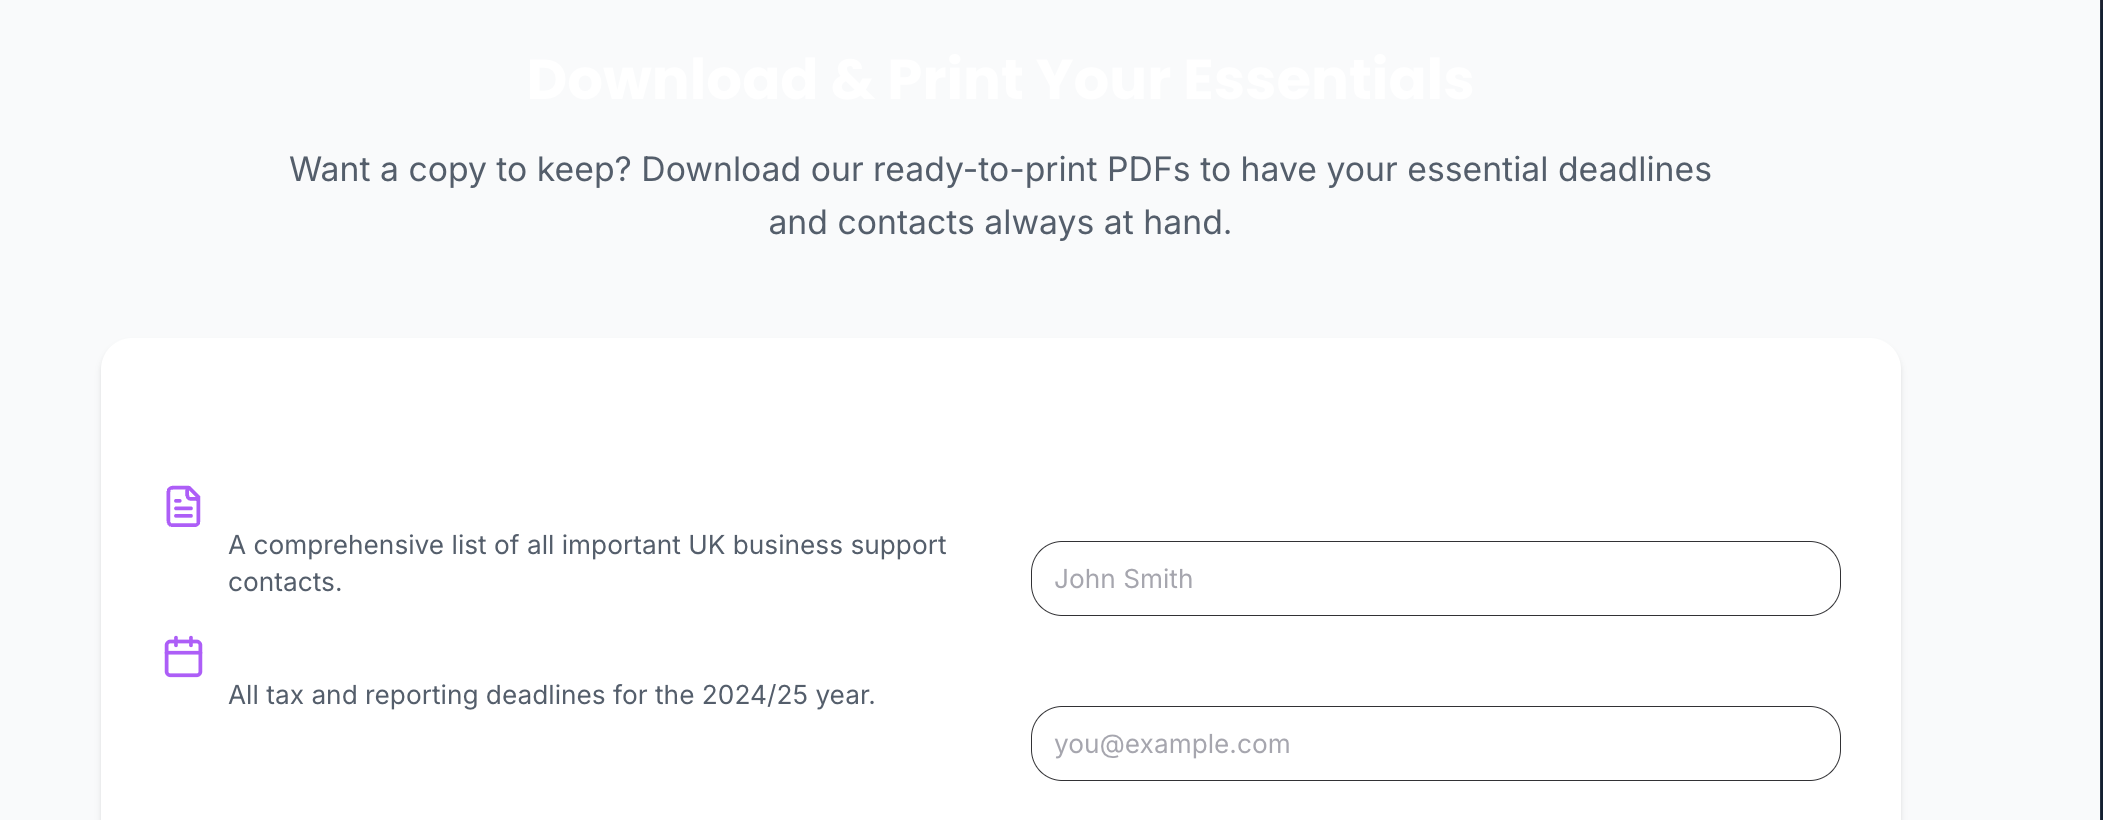 Download & Print Your Essentials
Want a copy to keep? Download our ready-to-print PDFs to have your essential deadlines
and contacts always at hand.
A comprehensive list of all important UK business support
contacts.
All tax and reporting deadlines for the 2024/25 year.
John Smith
you@example.com